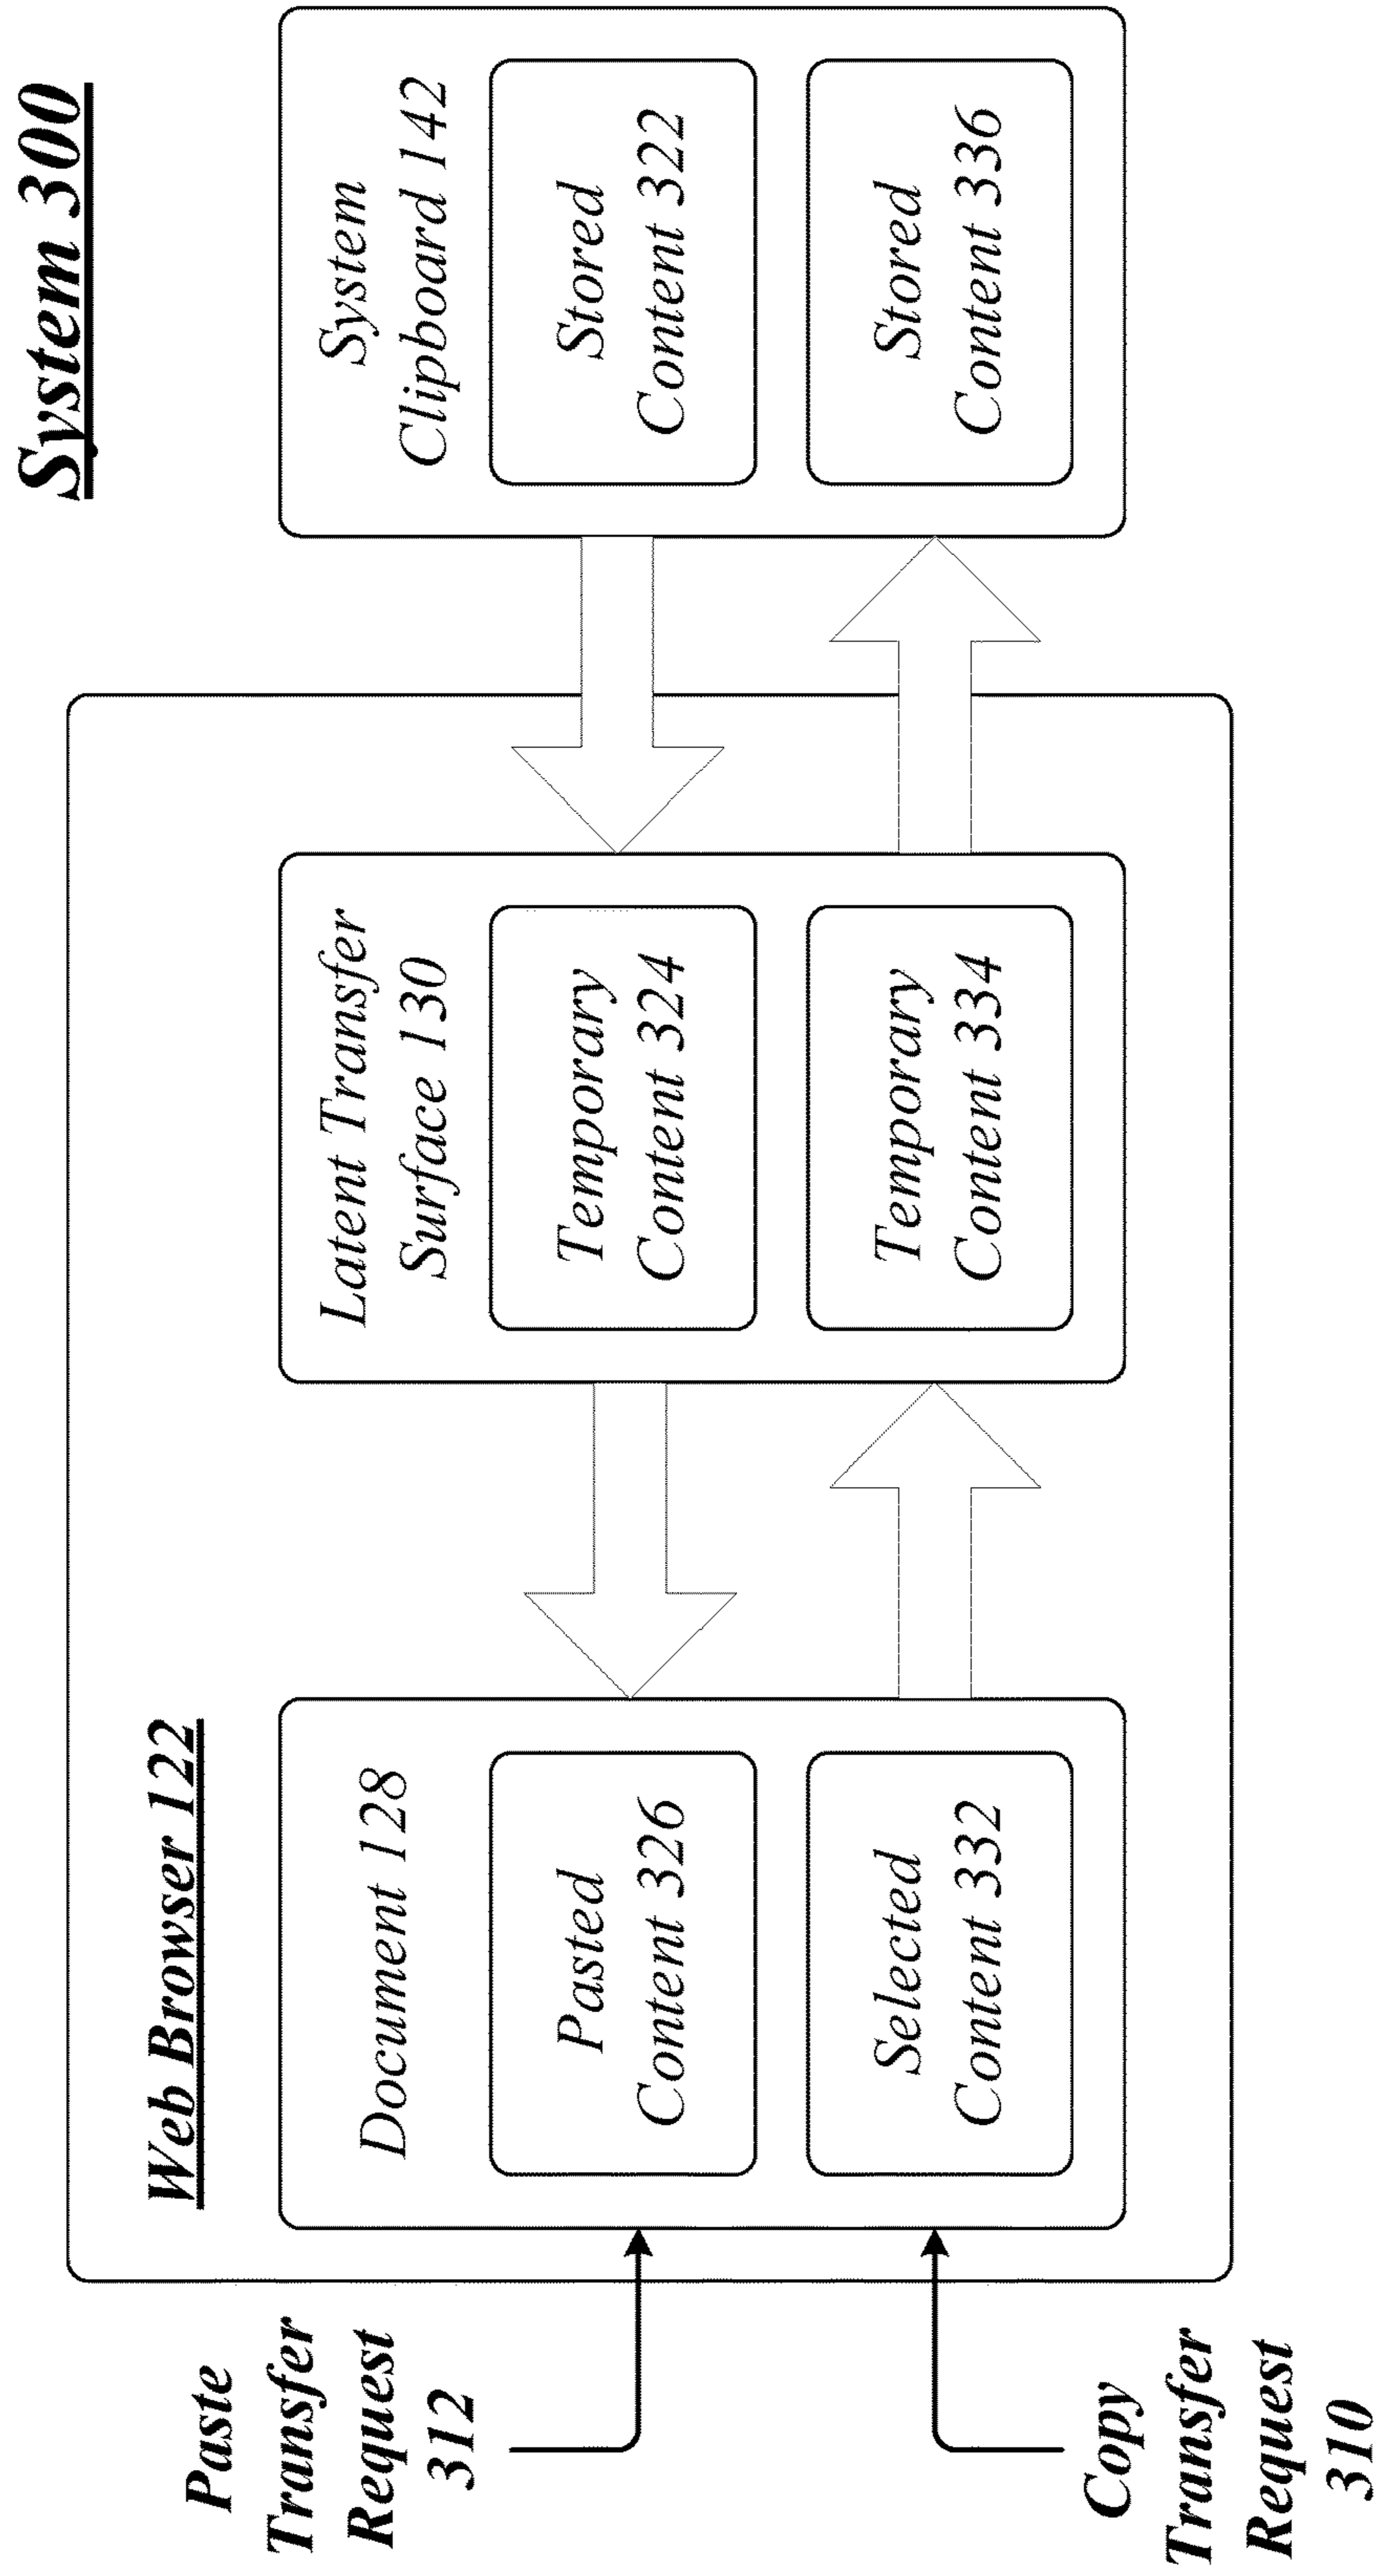 System 300
Web Browser 122
Paste
Transfer
Request
312
Document 128
Pasted
Content 326
Selected
Content 332
Latent Transfer
Surface 130
Temporary
Content 324
Temporary
Content 334
System
Clipboard 142
Stored
Content 322
Stored
Content 336
Copy
Transfer
Request
310